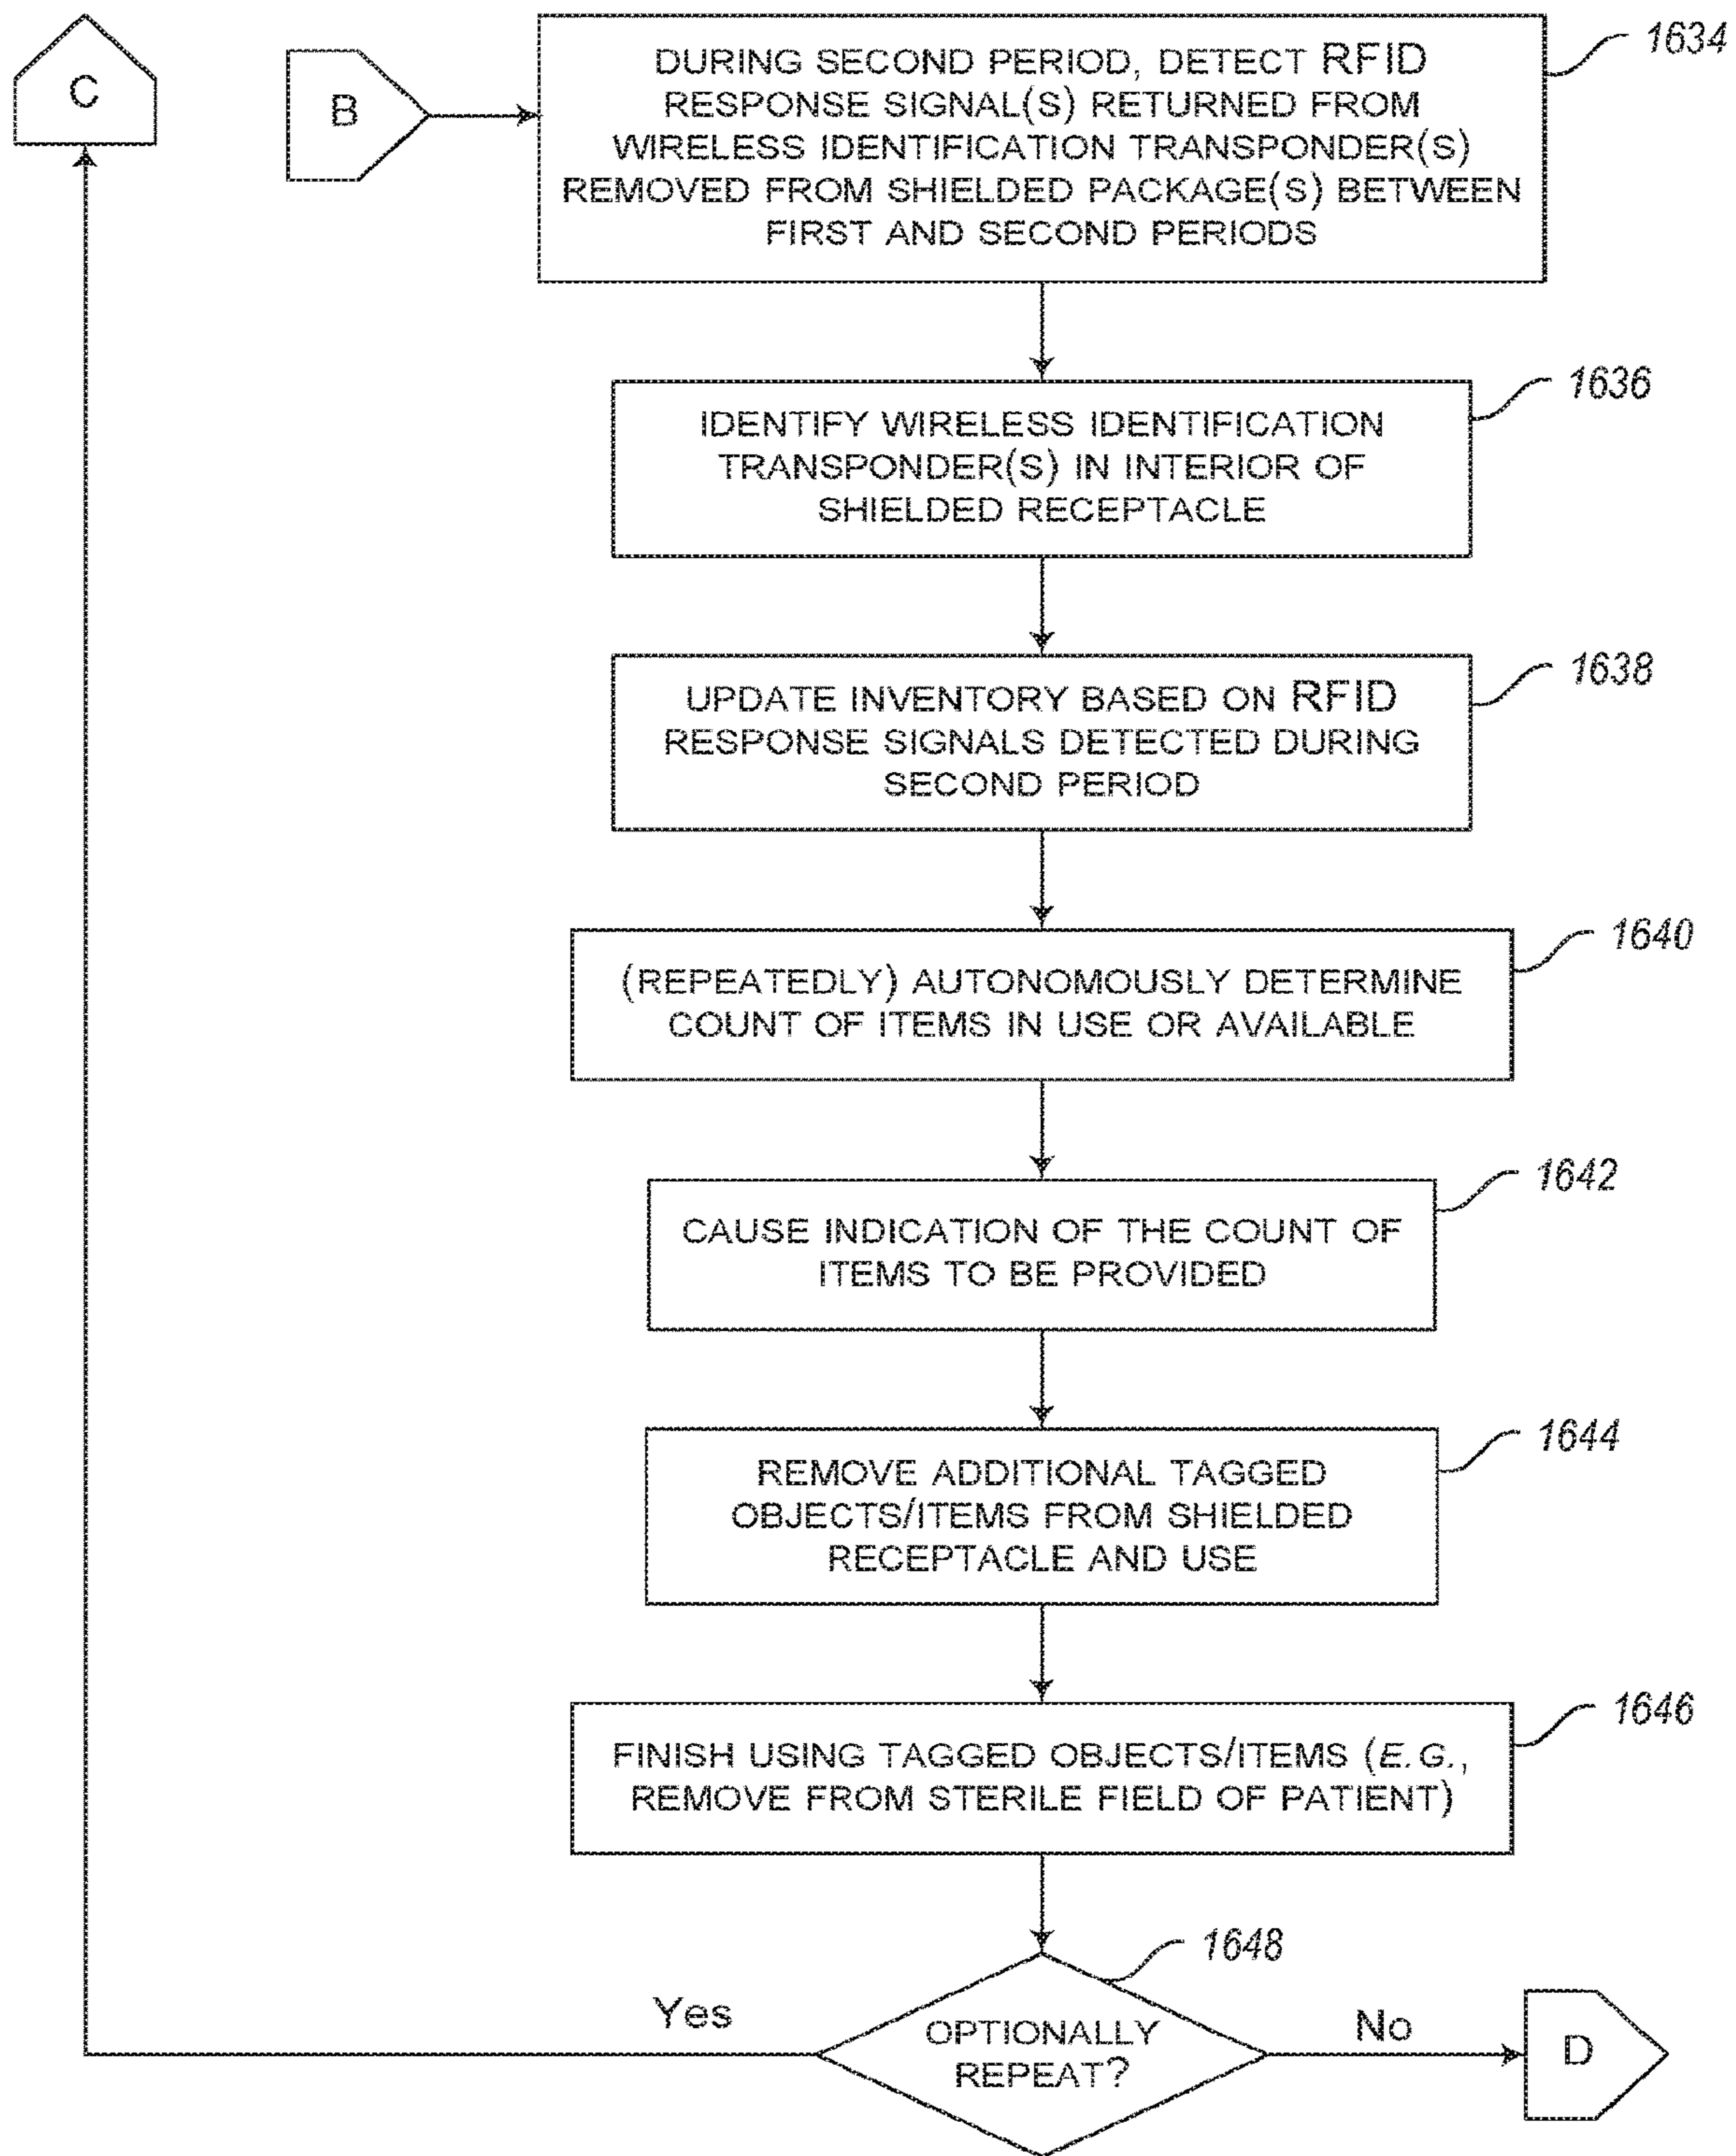 C
B
DURING SECOND PERIOD, DETECT RFID
RESPONSE SIGNAL(S) RETURNED FROM
WIRELESS IDENTIFICATION TRANSPONDER(S)
REMOVED FROM SHIELDED PACKAGE(S) BETWEEN
FIRST AND SECOND PERIODS
1634
IDENTIFY WIRELESS IDENTIFICATION
TRANSPONDER(S) IN INTERIOR OF
SHIELDED RECEPTACLE
1636
UPDATE INVENTORY BASED ON RFID
RESPONSE SIGNALS DETECTED DURING
SECOND PERIOD
1638
(REPEATEDLY) AUTONOMOUSLY DETERMINE
COUNT OF ITEMS IN USE OR AVAILABLE
1640
CAUSE INDICATION OF THE COUNT OF
ITEMS TO BE PROVIDED
1642
REMOVE ADDITIONAL TAGGED
OBJECTS/ITEMS FROM SHIELDED
RECEPTACLE AND USE
1644
FINISH USING TAGGED OBJECTS/ITEMS (E.G.,
REMOVE FROM STERILE FIELD OF PATIENT)
1646
1648
Yes
OPTIONALLY
REPEAT?
No
D